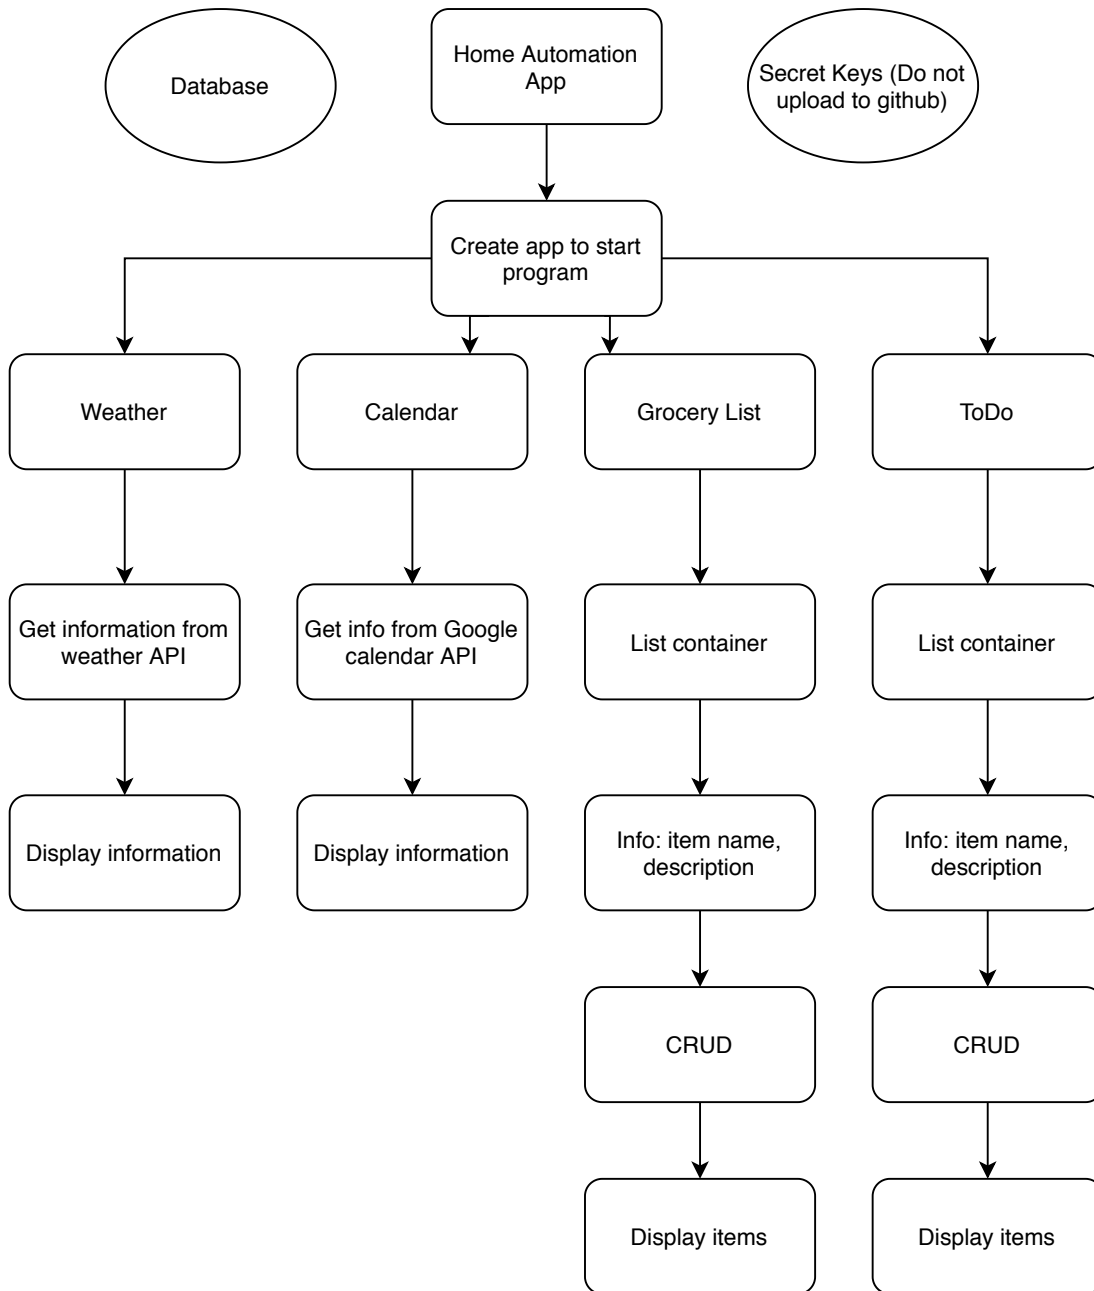 Database
Home Automation
App
Secret Keys (Do not
upload to github)
Create app to start
program
Weather
Calendar
Grocery List
ToDo
Get information from
weather API
Get info from Google
calendar API
List container
List container
Display information
Display information
Info: item name,
description
Info: item name,
description
CRUD
CRUD
Display items
Display items